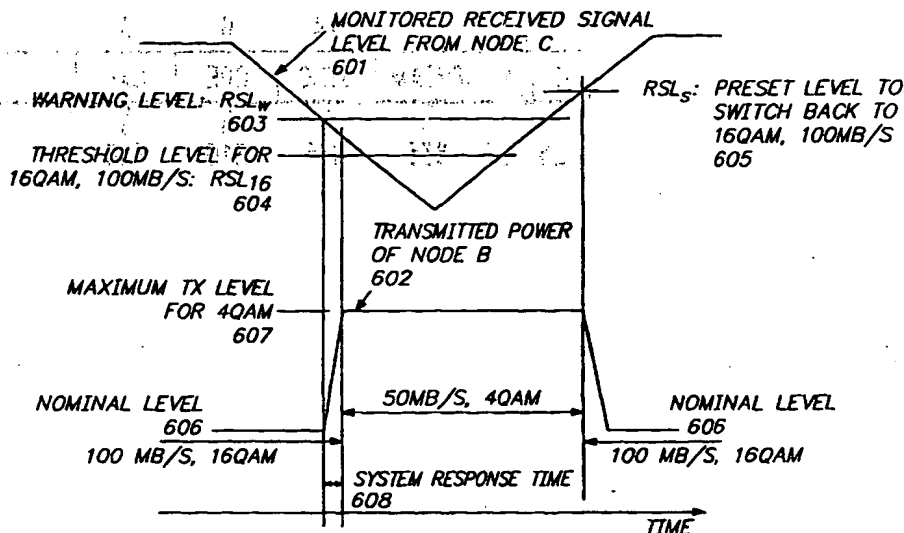 MONITORED RECEIVED SIGNAL
LEVEL FROM NODE C
601
WARNING LEVEL: RSLW
603
THRESHOLD LEVEL FOR
16QAM, 100MB/S: RSL16
604
RSLS: PRESET LEVEL TO
SWITCH BACK TO
16QAM, 100MB/S
605
TRANSMITTED POWER
OF NODE B
602
MAXIMUM TX LEVEL
FOR 4QAM
607
50MB/S, 4QAM
NOMINAL LEVEL
606
100 MB/S, 16QAM
NOMINAL LEVEL
606
100 MB/S, 16QAM
SYSTEM RESPONSE TIME
608
TIME